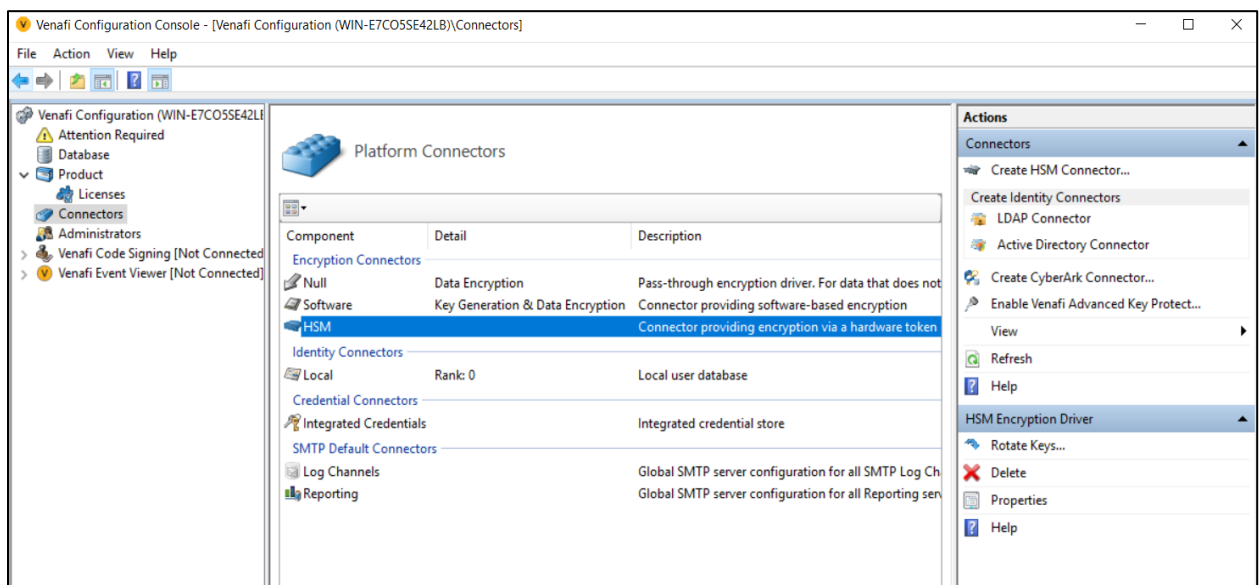 Venafi Configuration Console - [Venafi Configuration (WIN-E7CO5SE42LB)\Connectors]
File Action View Help
Venafi Configuration (WIN-E7CO5SE42LB
Attention Required
Database
Product
Licenses
Connectors
Administrators
Venafi Code Signing [Not Connected
Venafi Event Viewer [Not Connected]
Platform Connectors
Component Detail Description
Encryption Connectors
Null Data Encryption Pass-through encryption driver. For data that does not
Software Key Generation & Data Encryption Connector providing software-based encryption
HSM Connector providing encryption via a hardware token
Identity Connectors
Local Rank: 0 Local user database
Credential Connectors
Integrated Credentials Integrated credential store
SMTP Default Connectors
Log Channels Global SMTP server configuration for all SMTP Log Ch
Reporting Global SMTP server configuration for all Reporting serv
Actions
Connectors
Create HSM Connector...
Create Identity Connectors
LDAP Connector
Active Directory Connector
Create CyberArk Connector...
Enable Venafi Advanced Key Protect...
View
Refresh
Help
HSM Encryption Driver
Rotate Keys...
Delete
Properties
Help